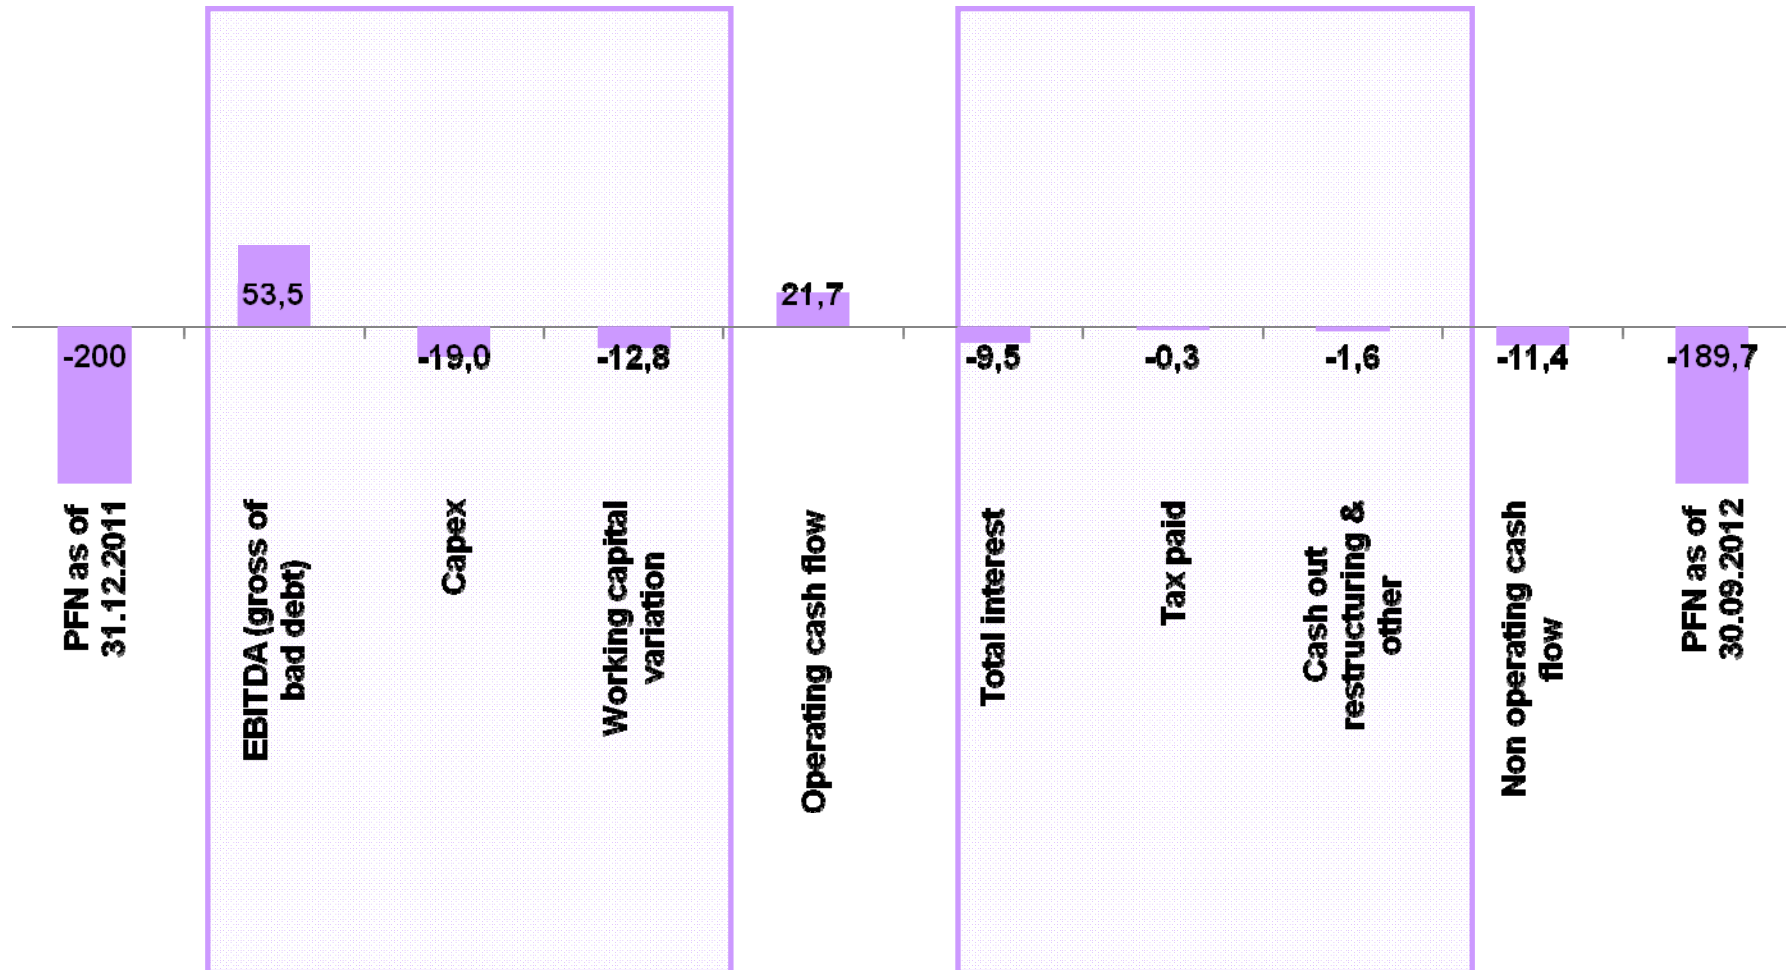 53,5
21,7
-200
-19,0
-12,8
-9,5
-0,3
-1,6
-11,4
-189,7
PFN as of
31.12.2011
EBITDA (gross of
bad debt)
Capex
Working capital
variation
Operating cash flow
Total interest
Tax paid
Cash out
restructuring &
other
Non operating cash
flow
PFN as of
30.09.2012